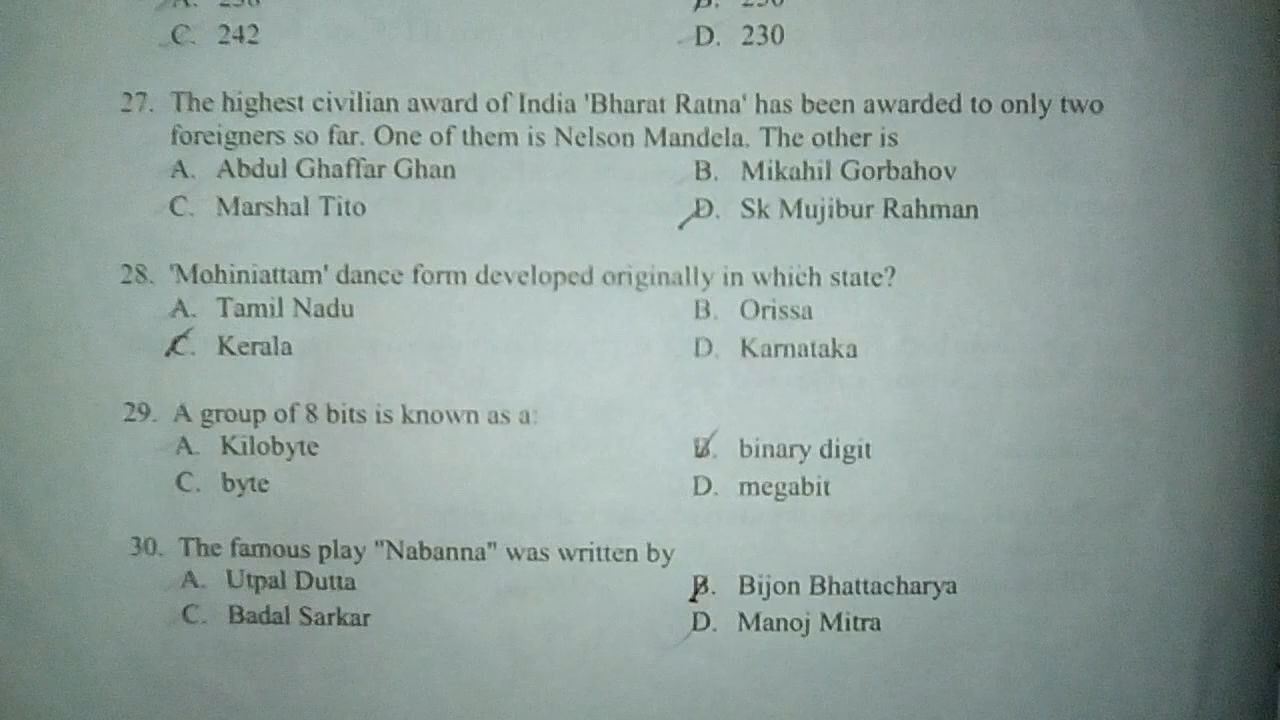 C. 242 D. 230
27. The highest civilian award of India 'Bharat Ratna' has been awarded to only two
foreigners so far. One of them is Nelson Mandela. The other is
A. Abdul Ghaffar Ghan B. Mikahil Gorbahov
C. Marshal Tito D. Sk Mujibur Rahman
28. 'Mohiniattam' dance form developed originally in which state?
A. Tamil Nadu B. Orissa
C. Kerala D. Karnataka
29. A group of 8 bits is known as a:
A. Kilobyte B. binary digit
C. byte D. megabit
30. The famous play "Nabanna" was written by
A. Utpal Dutta B. Bijon Bhattacharya
C. Badal Sarkar D. Manoj Mitra